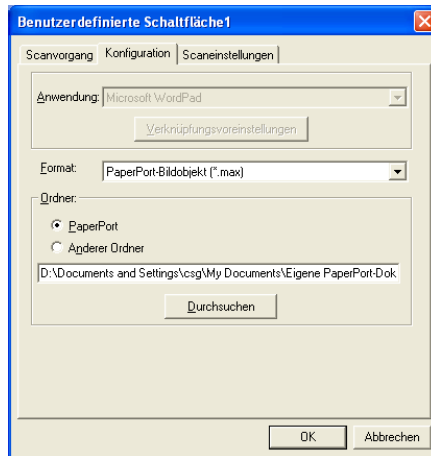 Benutzerdefinierte Schaltfläche1
Scanvorgang Konfiguration Scaneinstellungen
Anwendung: Microsoft WordPad
Verknüpfungsvoreinstellungen
Format: PaperPort-Bildobjekt (*.max)
Ordner:
PaperPort
Anderer Ordner
D:\Documents and Settings\csg\My Documents\Eigene PaperPort-Dok
Durchsuchen
OK Abbrechen